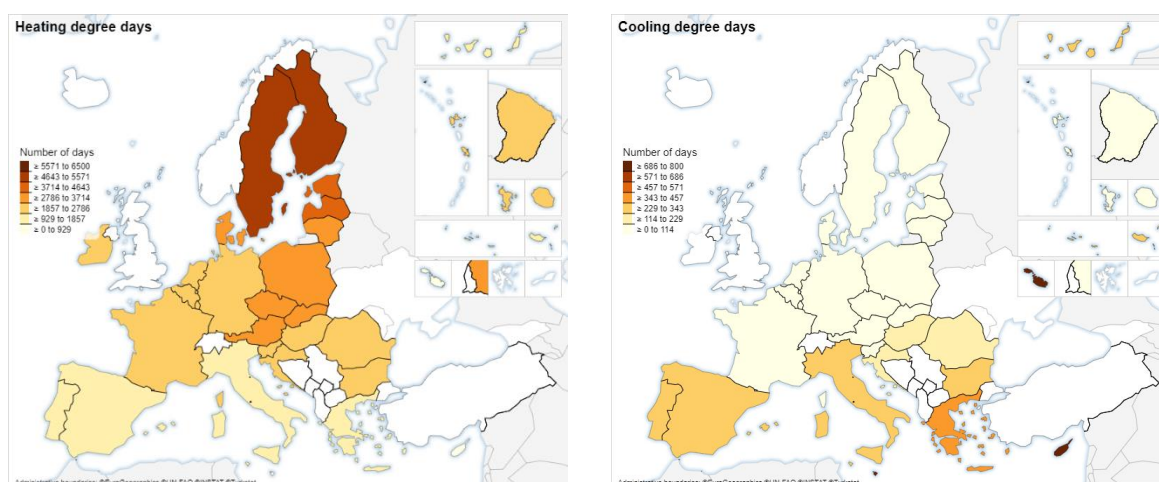 Heating degree days
Number of days
≥ 5571 to 6500
≥ 4643 to 5571
≥ 3714 to 4643
≥ 2786 to 3714
≥ 1857 to 2786
≥ 929 to 1857
≥ 0 to 929
Cooling degree days
Number of days
≥ 686 to 800
≥ 571 to 686
≥ 457 to 571
≥ 343 to 457
≥ 229 to 343
≥ 114 to 229
≥ 0 to 114